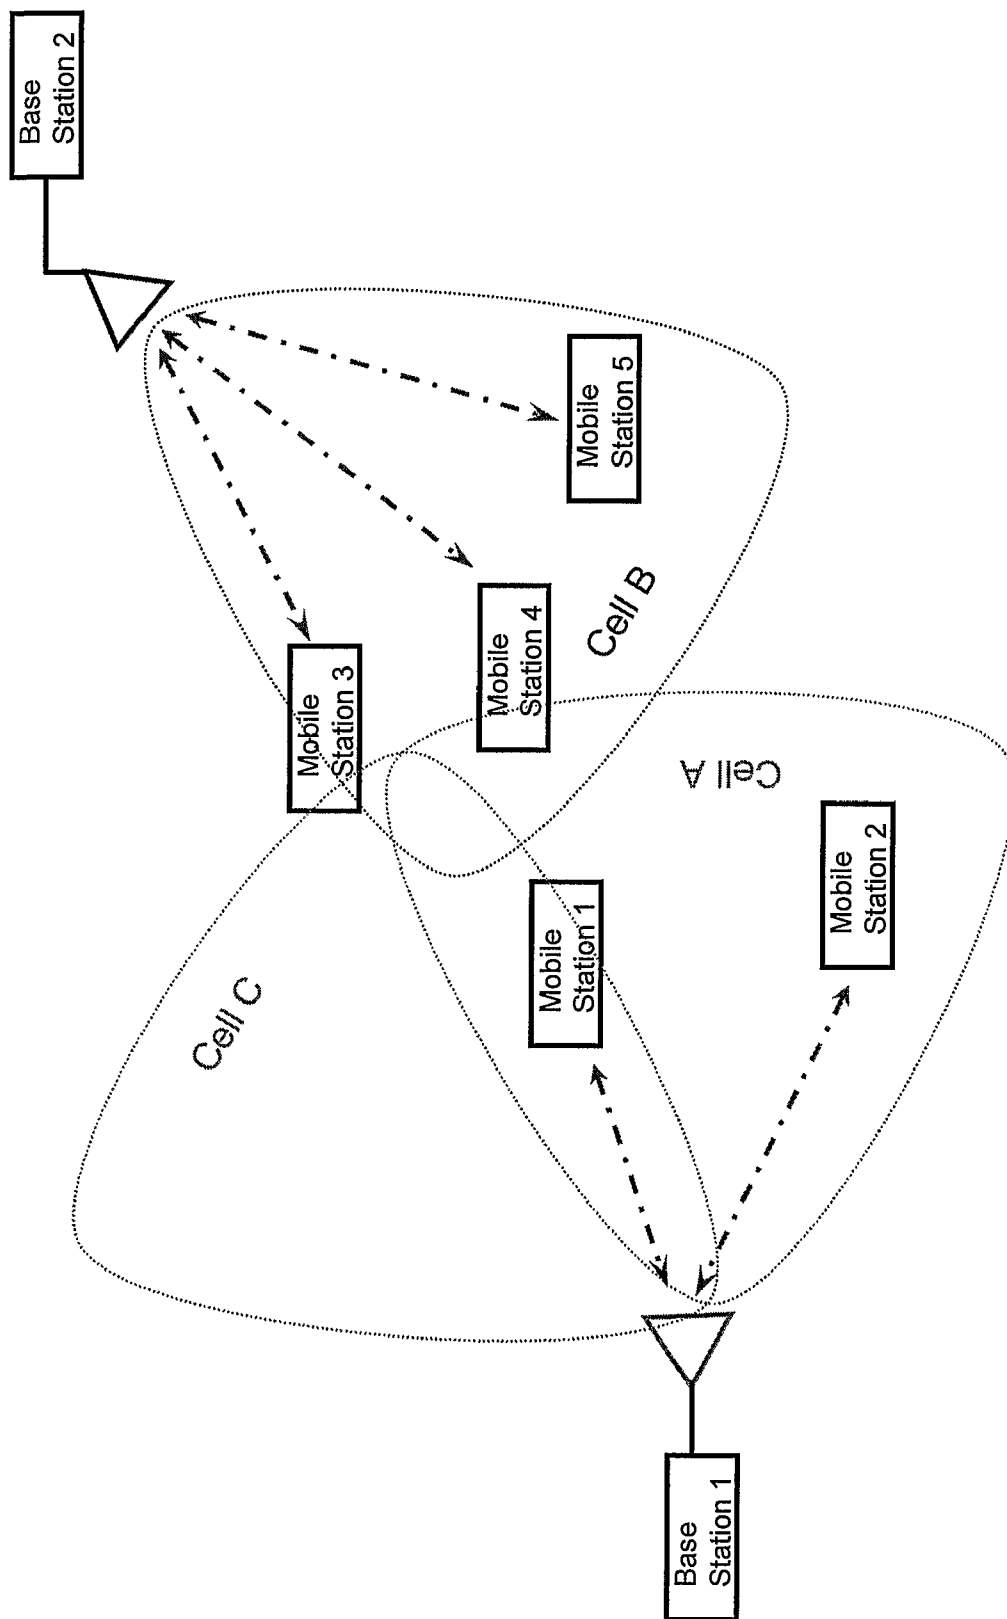 Base
Station 2
Mobile
Station 3
Mobile
Station 4
Mobile
Station 5
Cell B
Cell C
Cell A
Mobile
Station 1
Mobile
Station 2
Base
Station 1